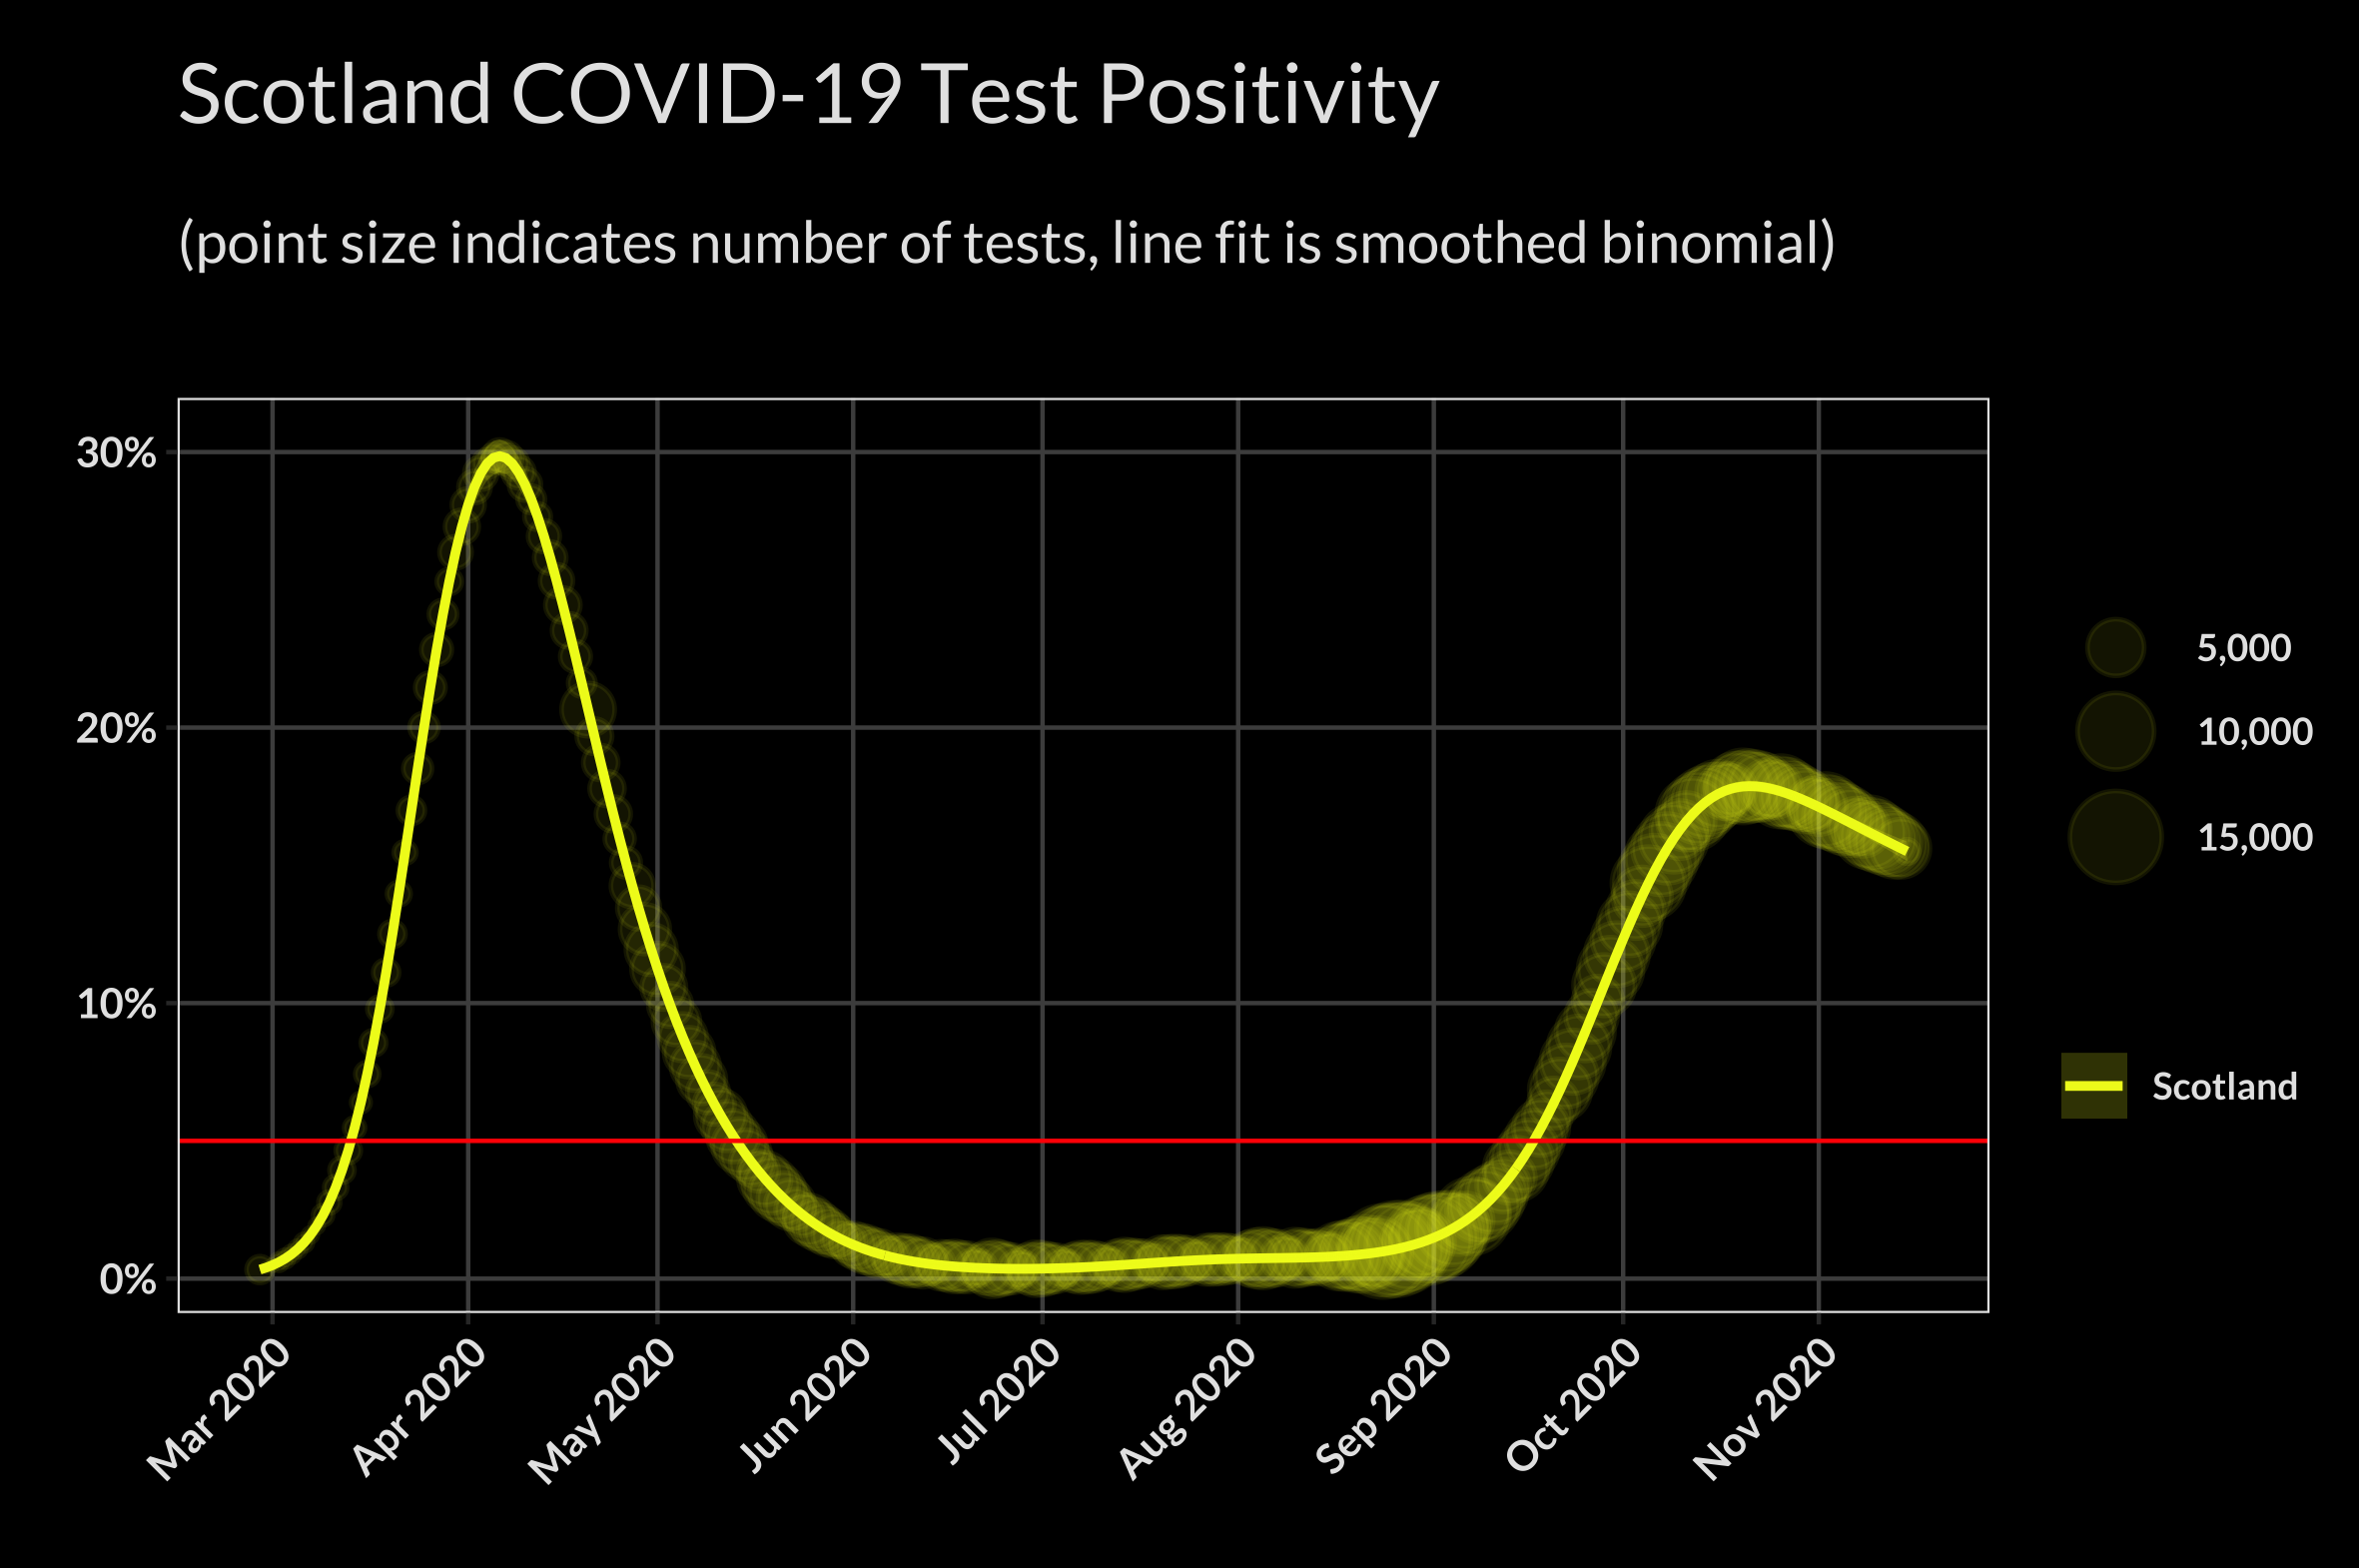 Scotland COVID-19 Test Positivity
(point size indicates number of tests, line fit is smoothed binomial)
30%
20%
10%
0%
Mar 2020
Apr 2020
May 2020
Jun 2020
Jul 2020
Aug 2020
Sep 2020
Oct 2020
Nov 2020
5,000
10,000
15,000
Scotland